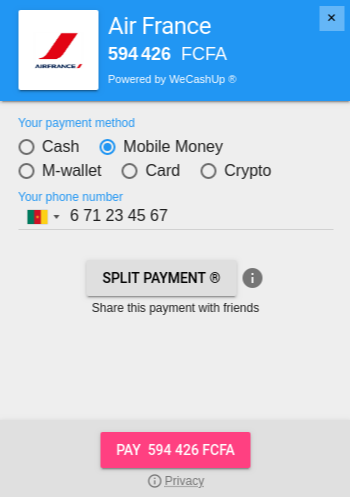 Air France
594 426 FCFA
Powered by WeCashUp ®
×
AIRFRANCE
Your payment method
Cash Mobile Money
M-wallet Card Crypto
Your phone number
6 71 23 45 67
SPLIT PAYMENT ® i
Share this payment with friends
PAY 594 426 FCFA
Privacy